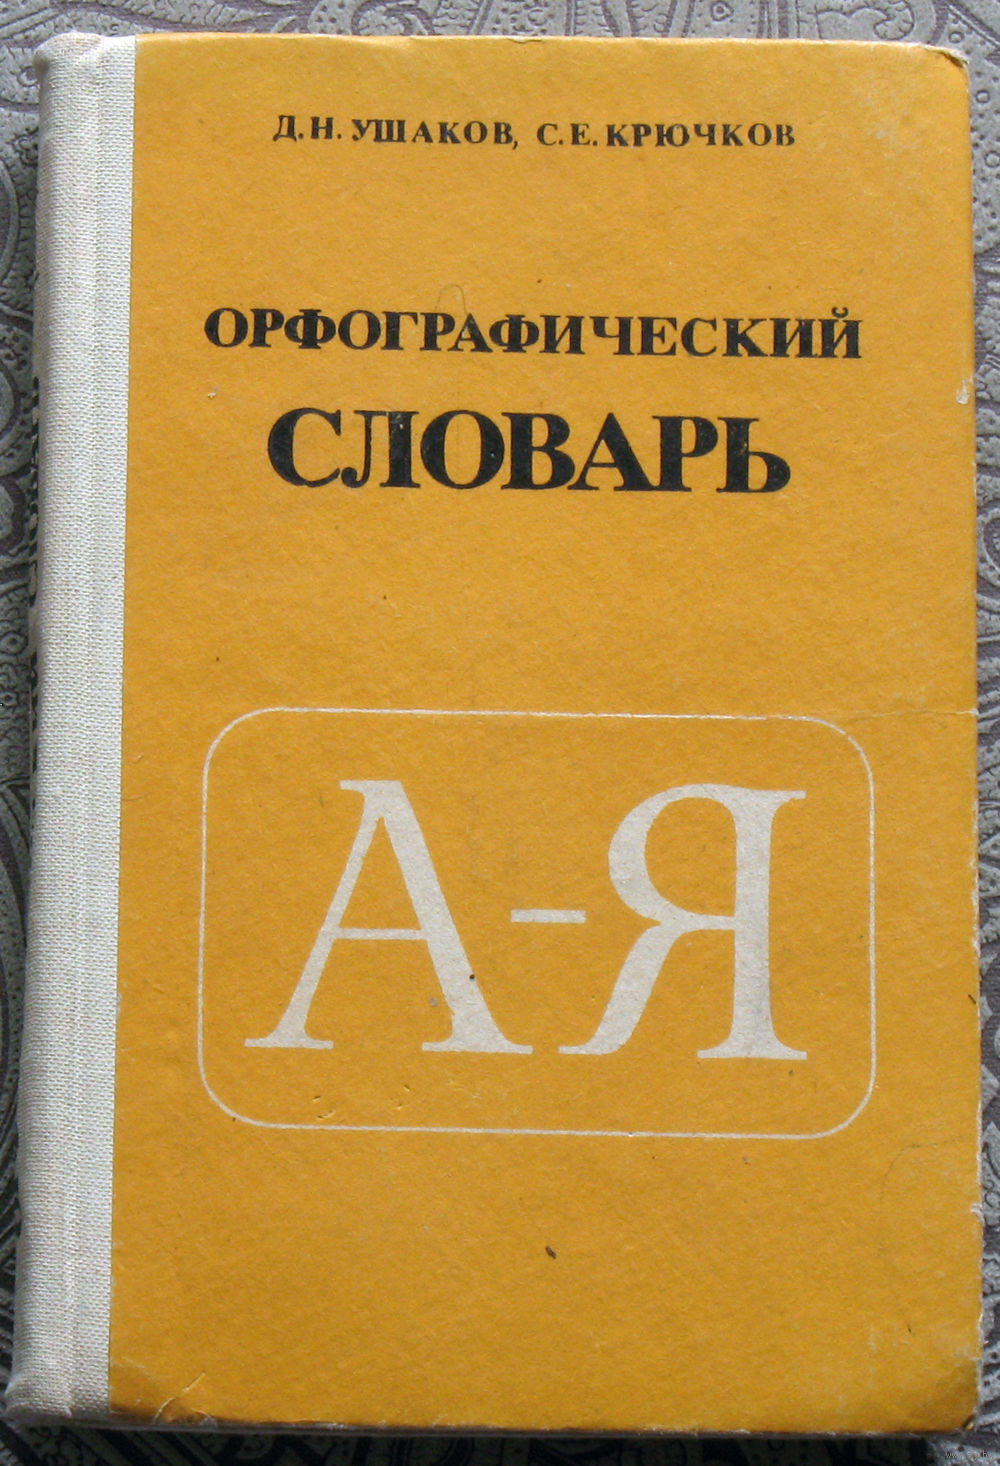 Д.Н. УШАКОВ, С.Е. КРЮЧКОВ
ОРФОГРАФИЧЕСКИЙ
СЛОВАРЬ
А-Я